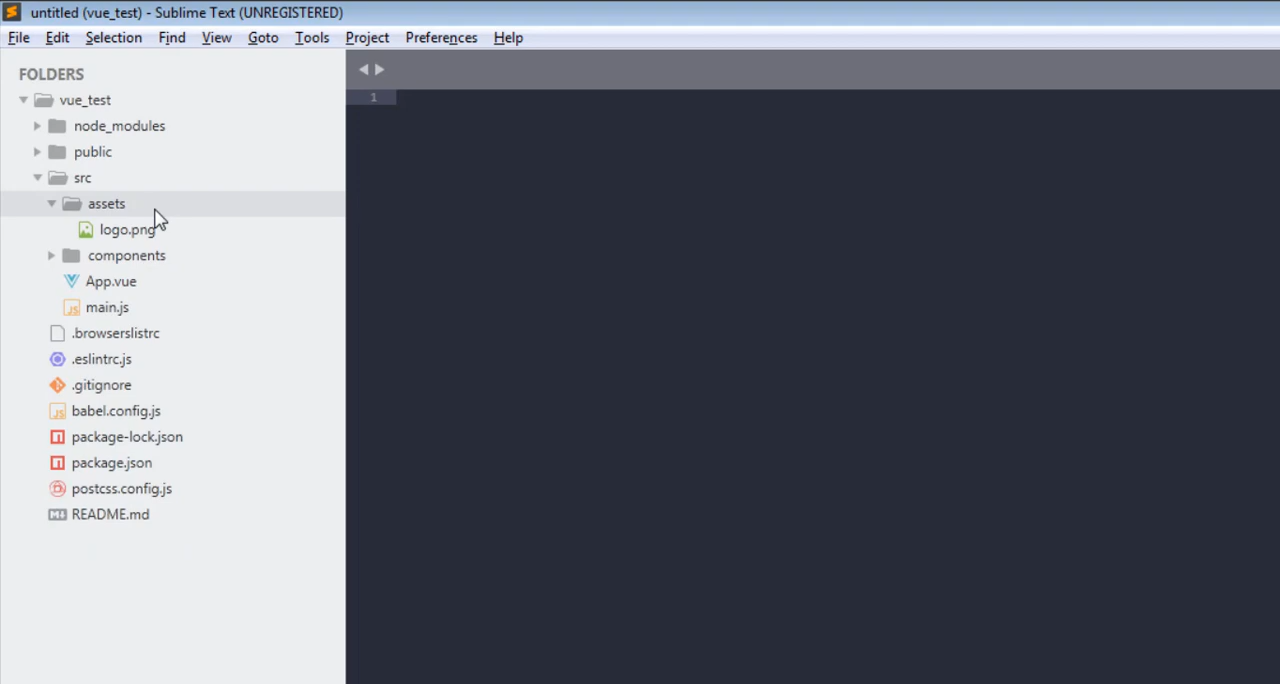 untitled (vue_test) - Sublime Text (UNREGISTERED)
File Edit Selection Find View Goto Tools Project Preferences Help
FOLDERS
vue_test
node_modules
public
src
assets
logo.png
components
App.vue
JS main.js
.browserslistrc
.eslintrc.js
.gitignore
JS babel.config.js
package-lock.json
package.json
postcss.config.js
README.md
1